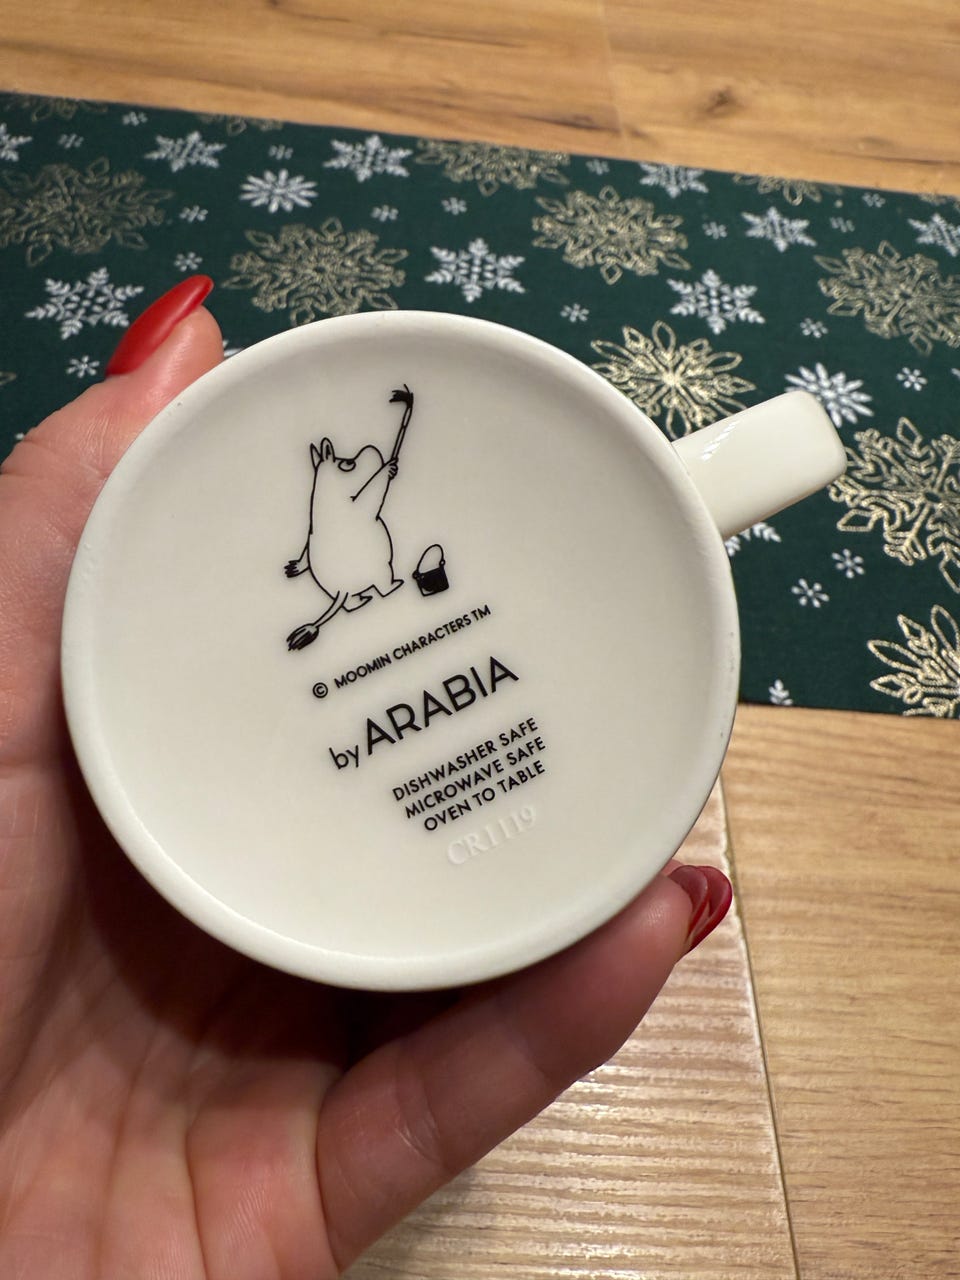 © MOOMIN CHARACTERS TM
by ARABIA
DISHWASHER SAFE
MICROWAVE SAFE
OVEN TO TABLE
CR1119